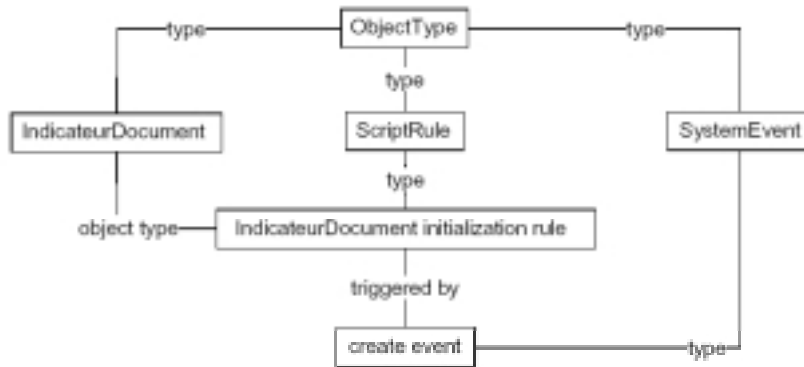 type
ObjectType
type
type
IndicateurDocument
ScriptRule
SystemEvent
type
object type
IndicateurDocument initialization rule
triggered by
create event
type